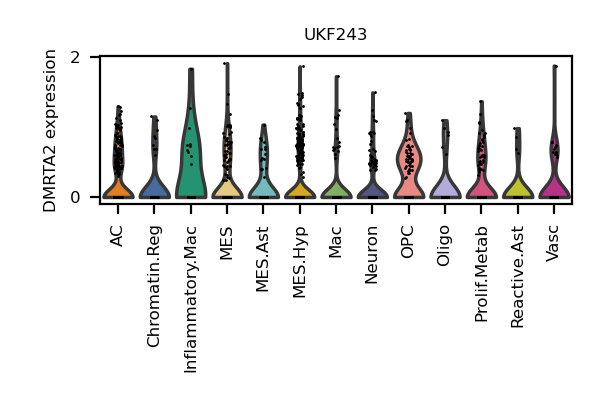 UKF243
DMRTA2 expression
2
0
AC
Chromatin.Reg
Inflammatory.Mac
MES
MES.Ast
MES.Hyp
Mac
Neuron
OPC
Oligo
Prolif.Metab
Reactive.Ast
Vasc